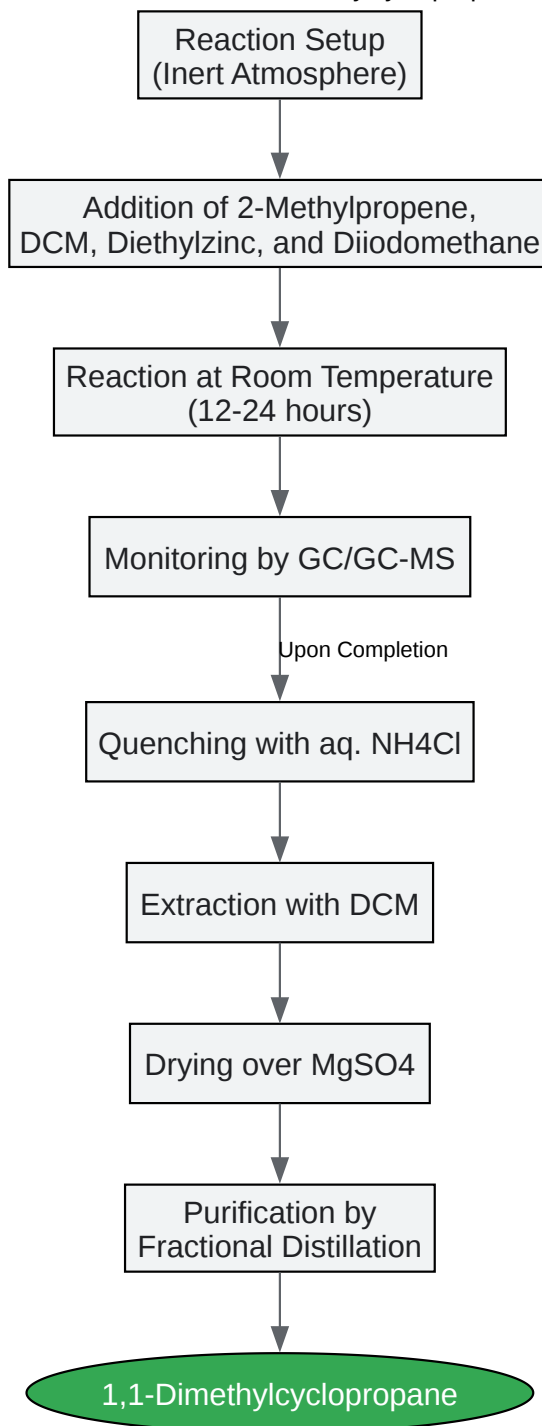 Reaction Setup
(Inert Atmosphere)
Addition of 2-Methylpropene,
DCM, Diethylzinc, and Diiodomethane
Reaction at Room Temperature
(12-24 hours)
Monitoring by GC/GC-MS
Upon Completion
Quenching with aq. NH4Cl
Extraction with DCM
Drying over MgSO4
Purification by
Fractional Distillation
1,1-Dimethylcyclopropane